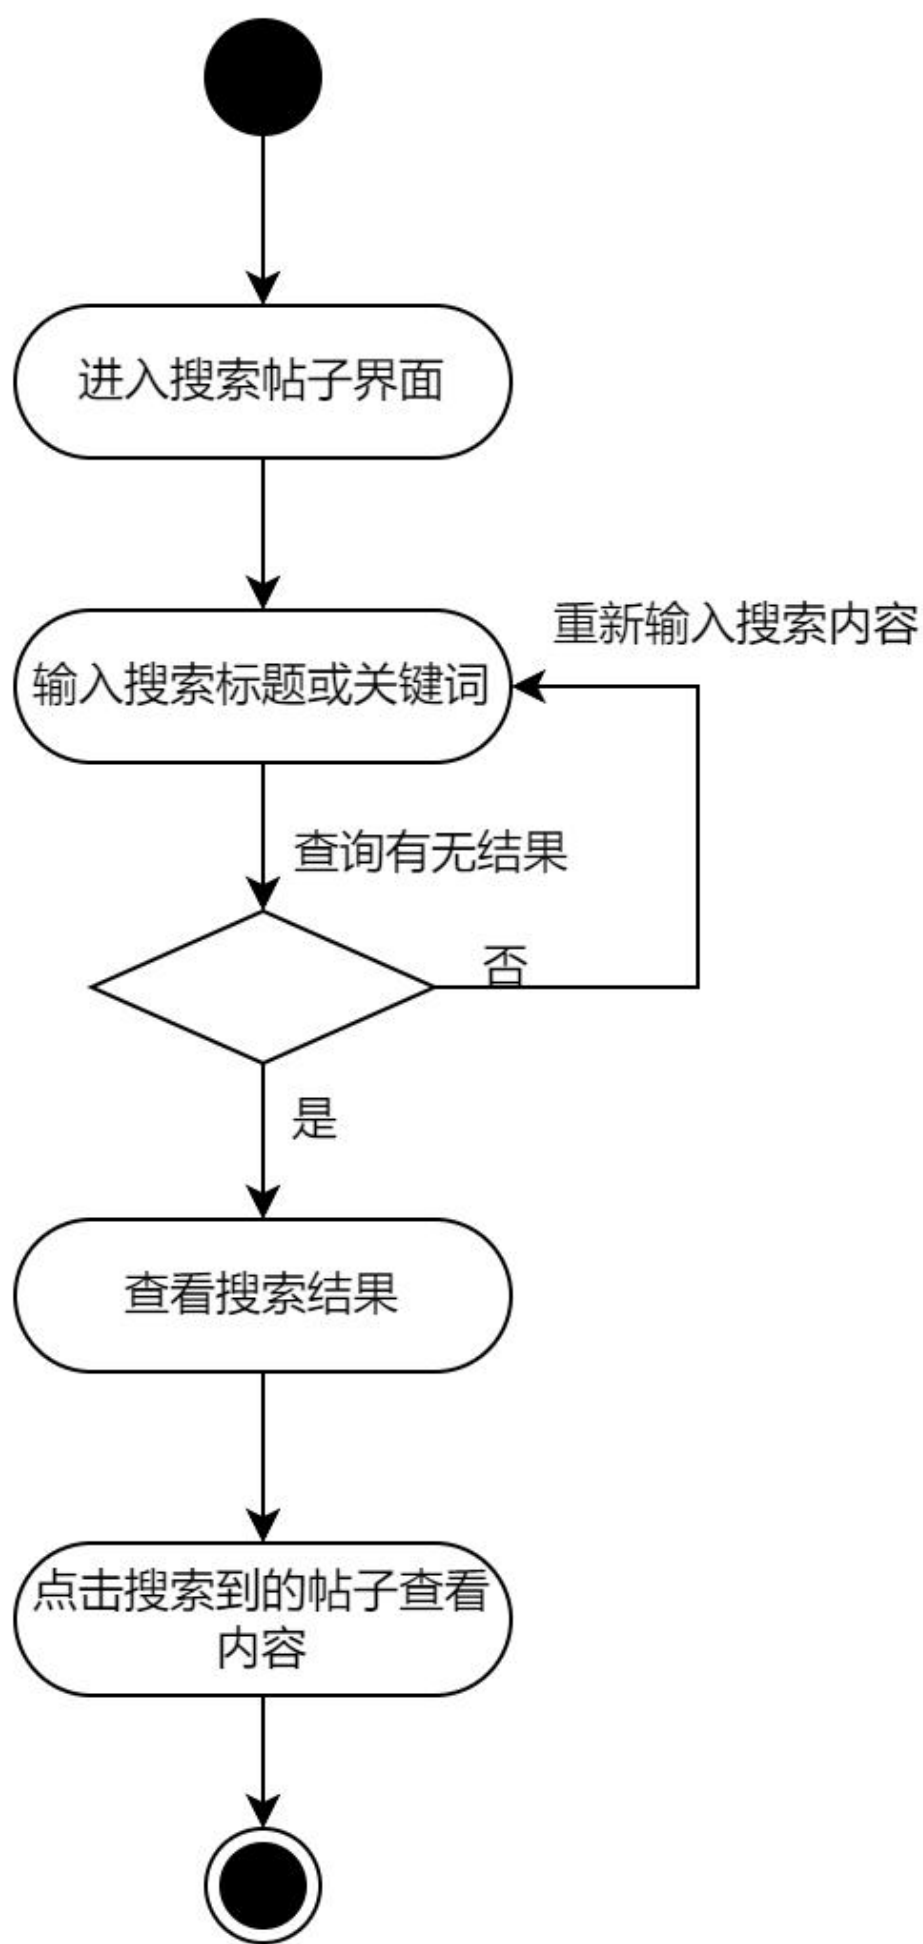 进入搜索帖子界面
重新输入搜索内容
输入搜索标题或关键词
查询有无结果
否
是
查看搜索结果
点击搜索到的帖子查看
内容